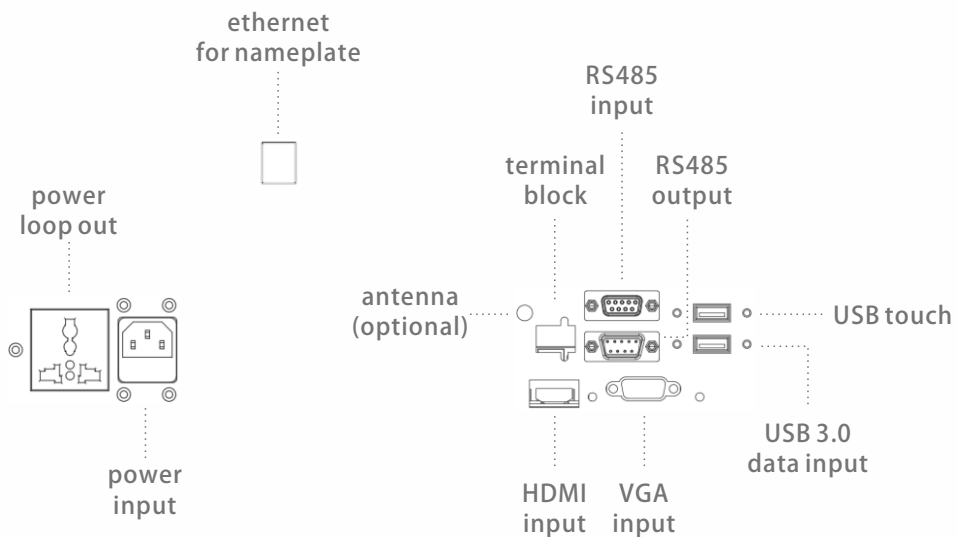 ethernet
for nameplate
RS485
input
terminal
block
RS485
output
power
loop out
antenna
(optional)
USB touch
USB 3.0
data input
power
input
HDMI
input
VGA
input